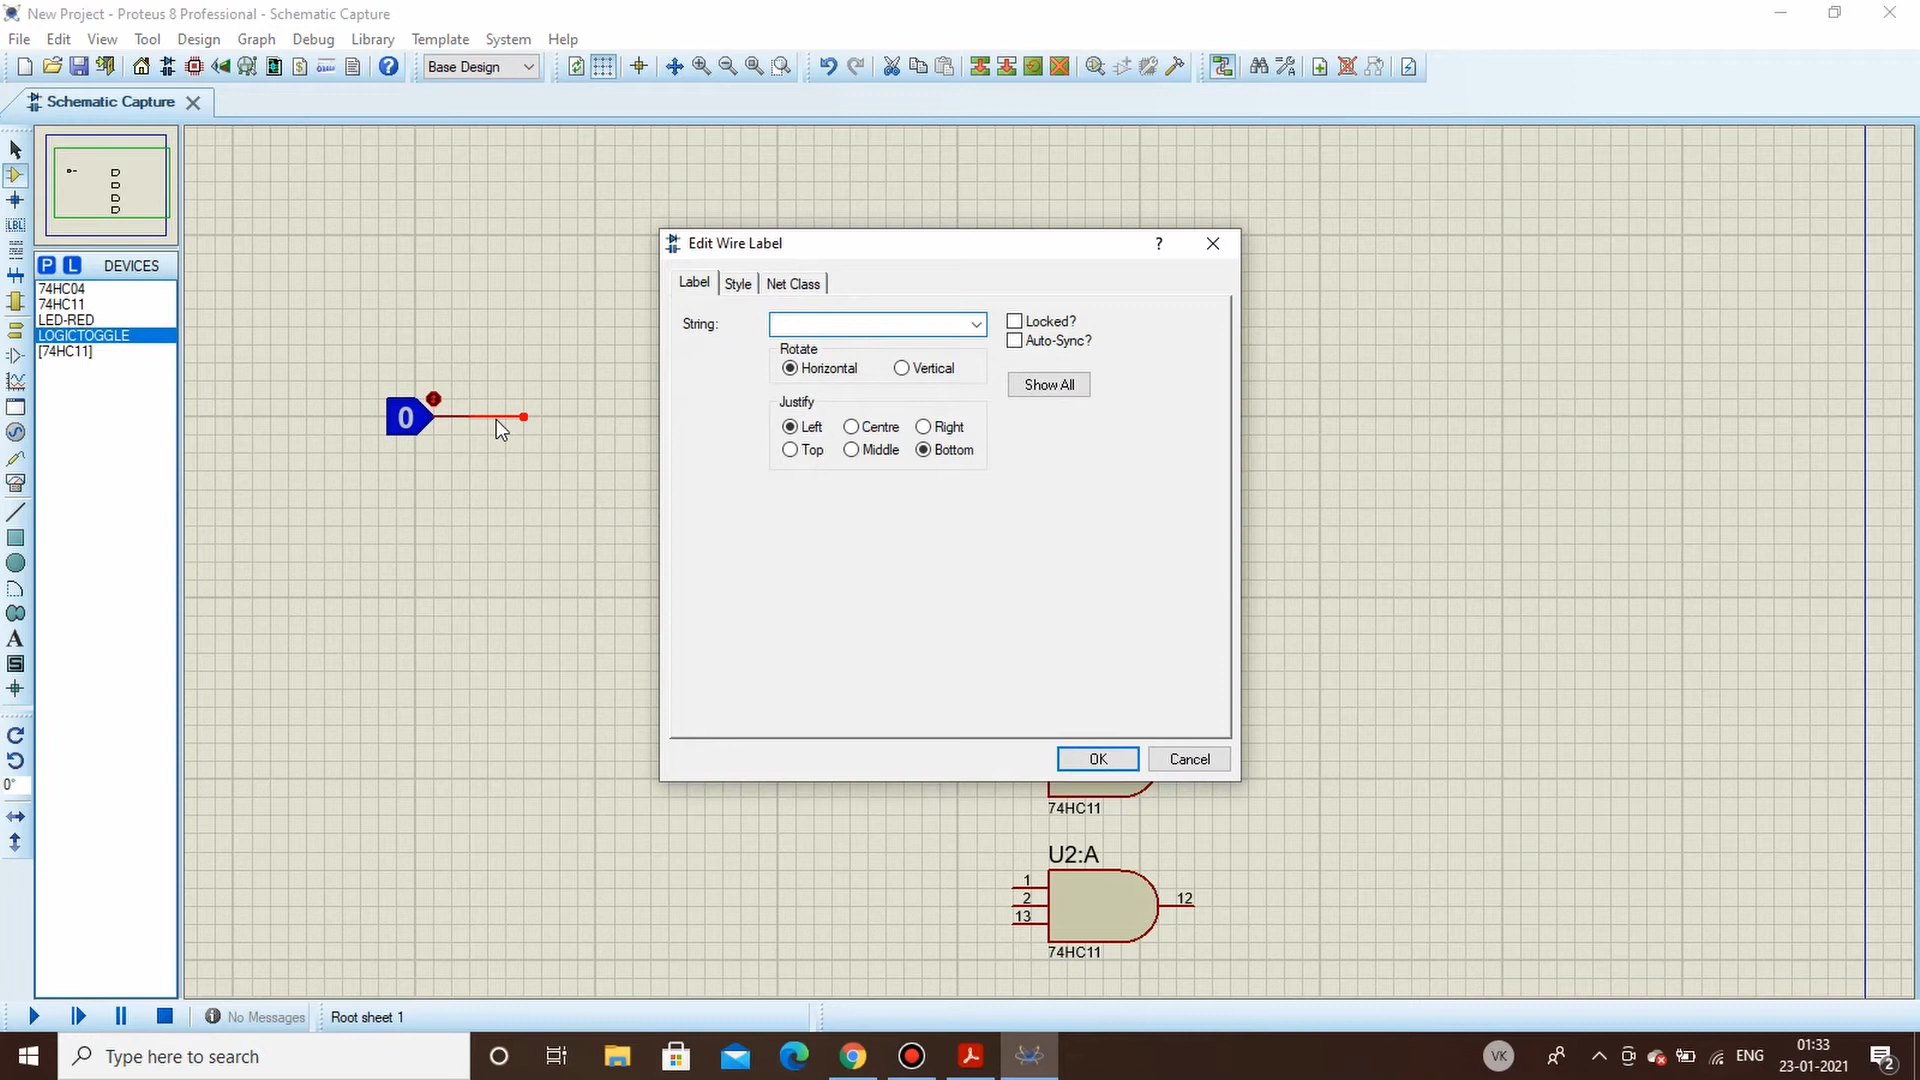 New Project - Proteus 8 Professional - Schematic Capture
File Edit View Tool Design Graph Debug Library Template System Help
Base Design
Schematic Capture
LBL
P L DEVICES
74HC04
74HC11
LED-RED
LOGICTOGGLE
[74HC11]
A
S
0°
0
Edit Wire Label
?
Label Style Net Class
String:
Locked?
Auto-Sync?
Rotate
Horizontal Vertical
Show All
Justify
Left Centre Right
Top Middle Bottom
OK Cancel
74HC11
U2:A
1
2
13
12
74HC11
No Messages Root sheet 1
Type here to search
VK
ENG
01:33
23-01-2021
2